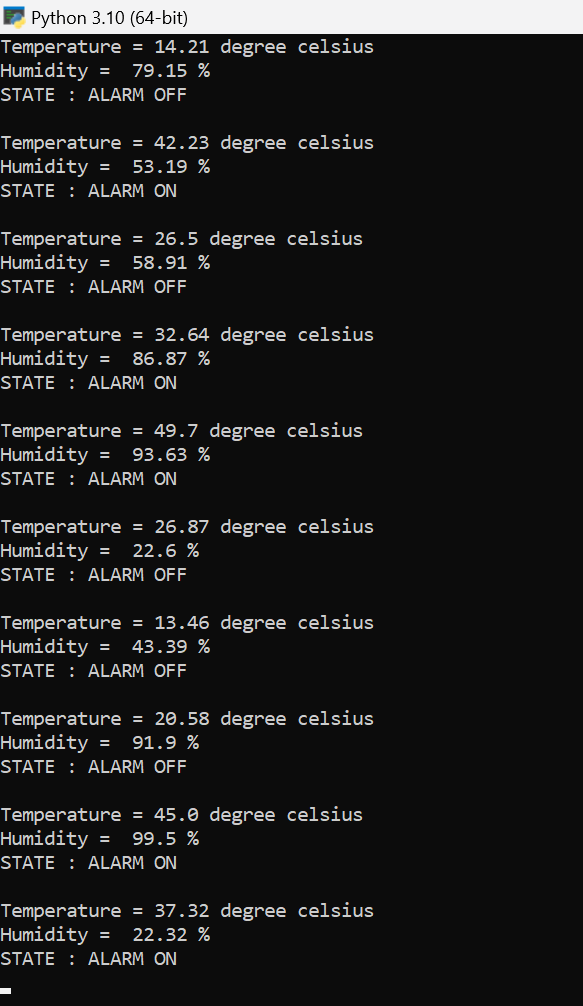 Python 3.10 (64-bit)
Temperature = 14.21 degree celsius
Humidity =  79.15 %
STATE : ALARM OFF
Temperature = 42.23 degree celsius
Humidity =  53.19 %
STATE : ALARM ON
Temperature = 26.5 degree celsius
Humidity =  58.91 %
STATE : ALARM OFF
Temperature = 32.64 degree celsius
Humidity =  86.87 %
STATE : ALARM ON
Temperature = 49.7 degree celsius
Humidity =  93.63 %
STATE : ALARM ON
Temperature = 26.87 degree celsius
Humidity =  22.6 %
STATE : ALARM OFF
Temperature = 13.46 degree celsius
Humidity =  43.39 %
STATE : ALARM OFF
Temperature = 20.58 degree celsius
Humidity =  91.9 %
STATE : ALARM OFF
Temperature = 45.0 degree celsius
Humidity =  99.5 %
STATE : ALARM ON
Temperature = 37.32 degree celsius
Humidity =  22.32 %
STATE : ALARM ON